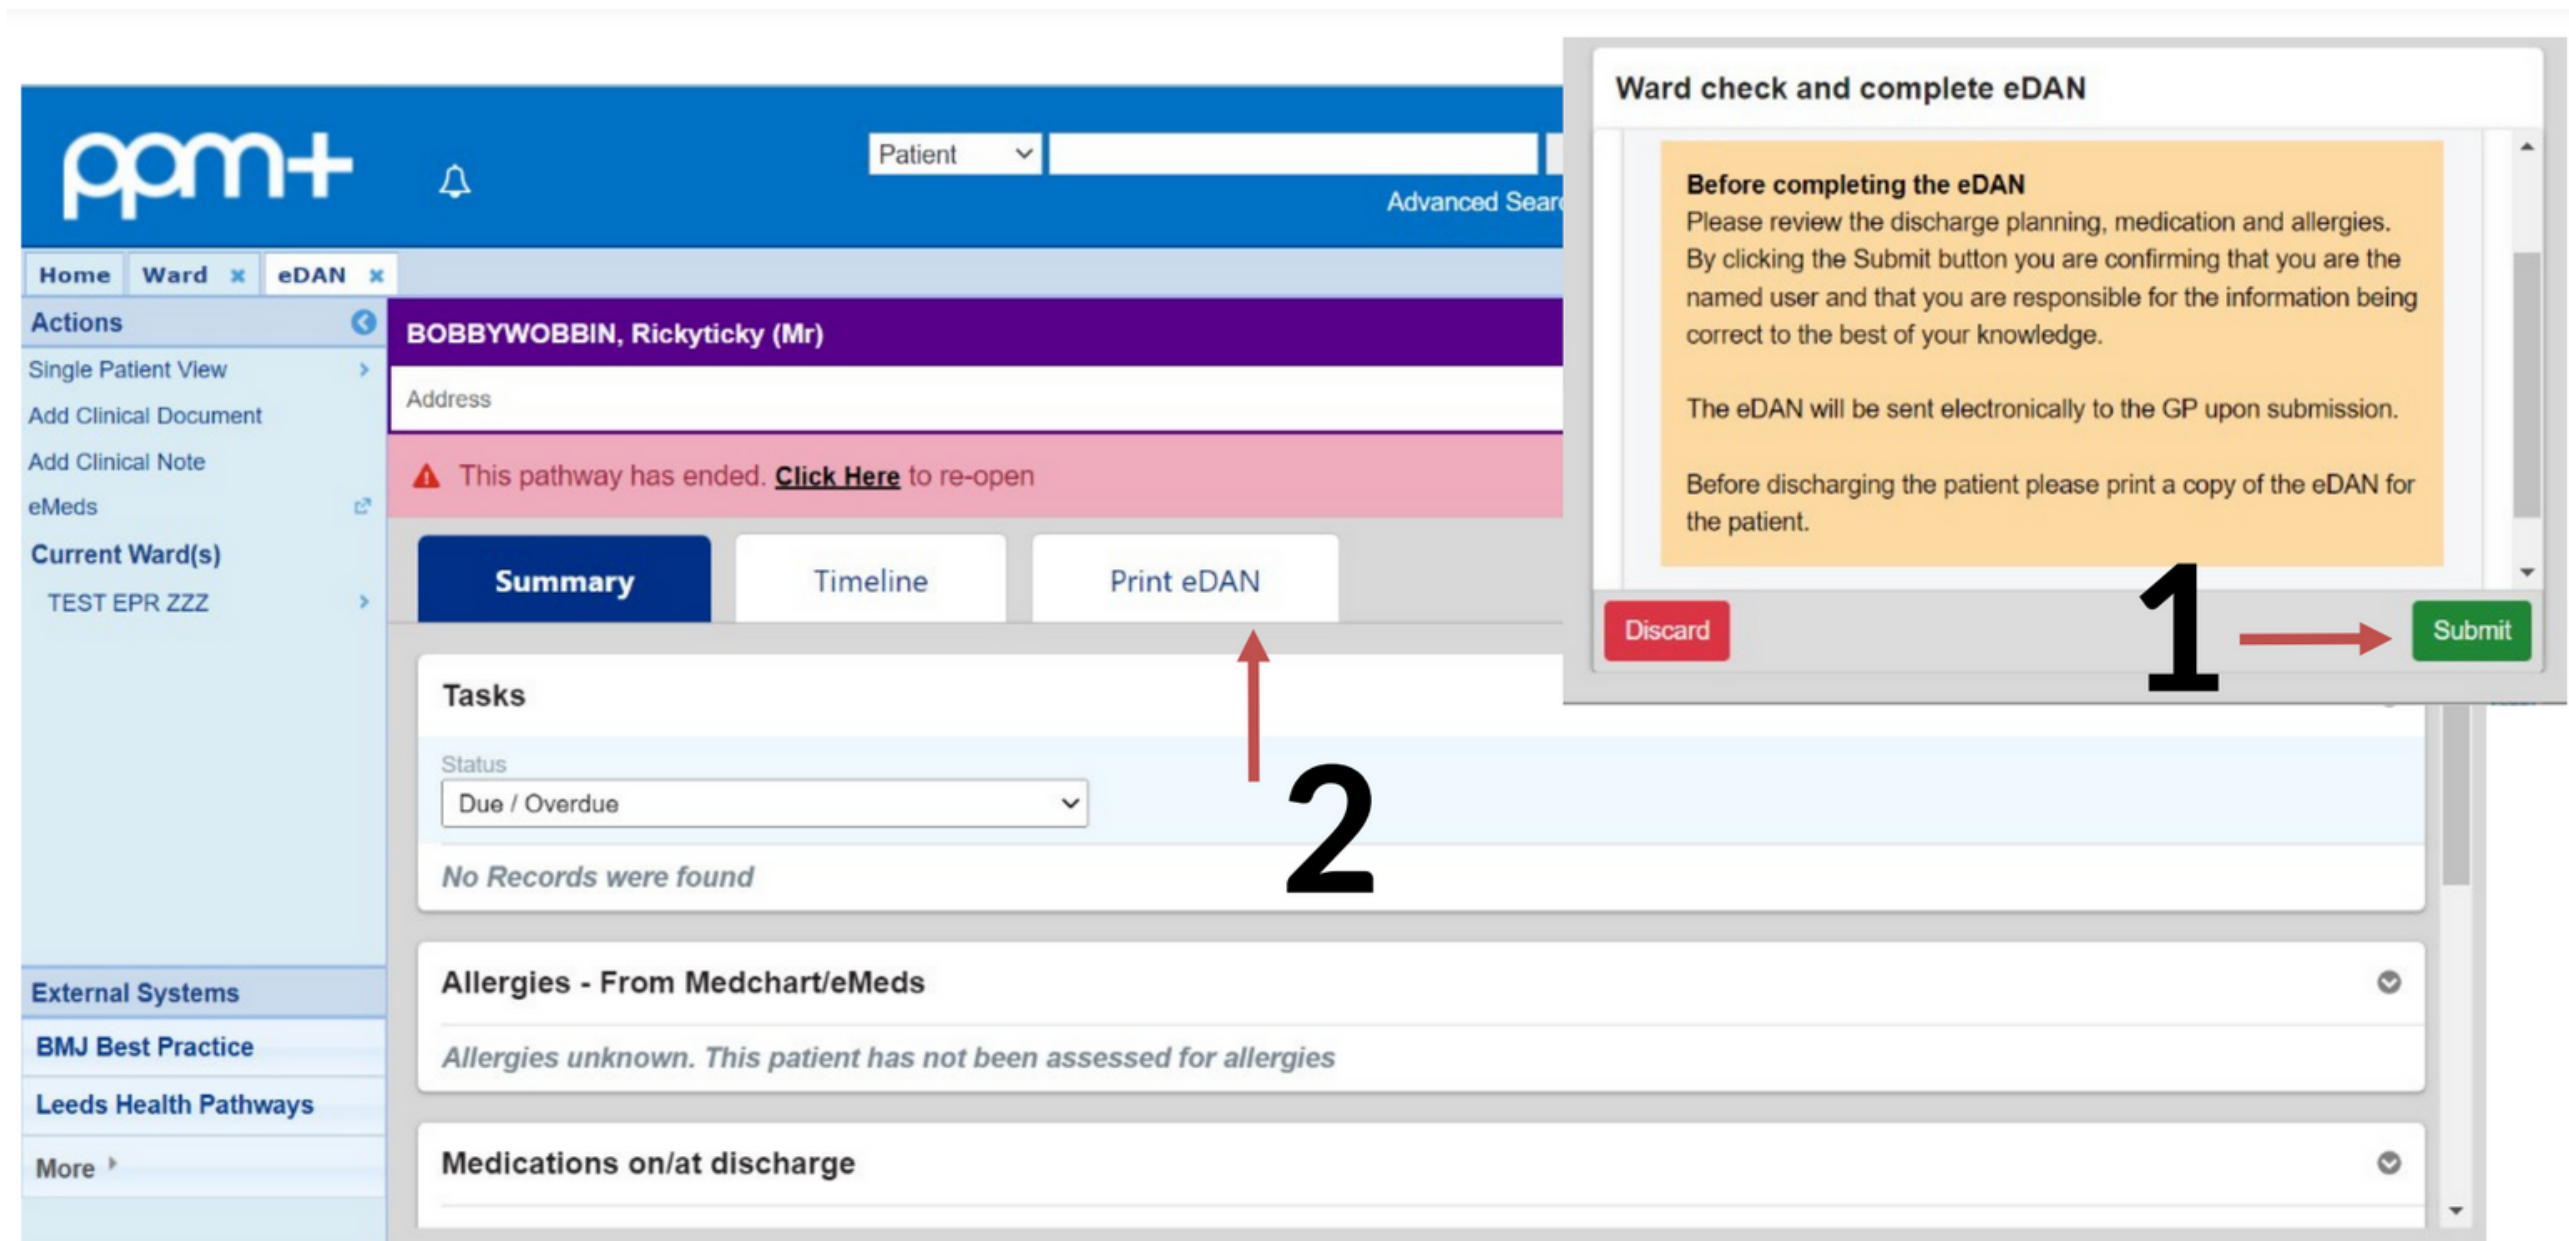 ppm+
Patient
Advanced Sear
Home Ward eDAN
Actions
Single Patient View
Add Clinical Document
Add Clinical Note
eMeds
Current Ward(s)
TEST EPR ZZZ
External Systems
BMJ Best Practice
Leeds Health Pathways
More
BOBBYWOBBIN, Rickyticky (Mr)
Address
This pathway has ended. Click Here to re-open
Summary Timeline Print eDAN
2
Tasks
Status
Due / Overdue
No Records were found
Allergies - From Medchart/eMeds
Allergies unknown. This patient has not been assessed for allergies
Medications on/at discharge
Ward check and complete eDAN
Before completing the eDAN
Please review the discharge planning, medication and allergies.
By clicking the Submit button you are confirming that you are the
named user and that you are responsible for the information being
correct to the best of your knowledge.
The eDAN will be sent electronically to the GP upon submission.
Before discharging the patient please print a copy of the eDAN for
the patient.
Discard 1 Submit